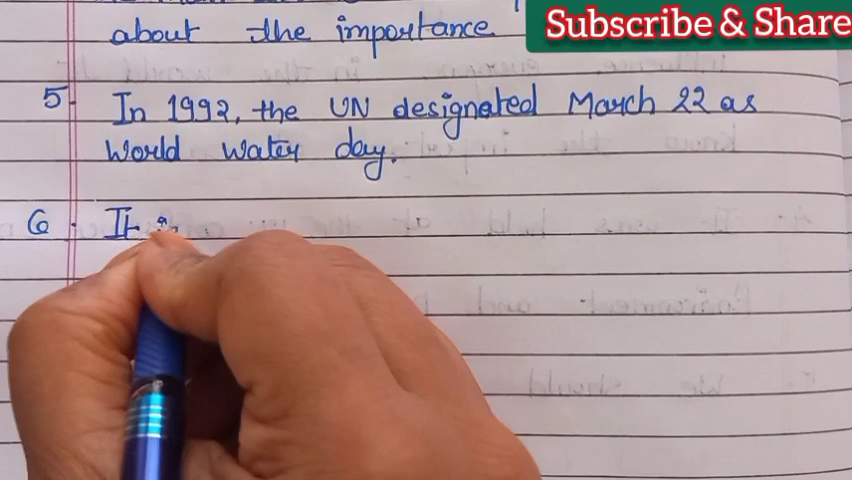 about the importance
Subscribe & Share
5. In 1992, the UN designated March 22 as
World Water day.
6. It